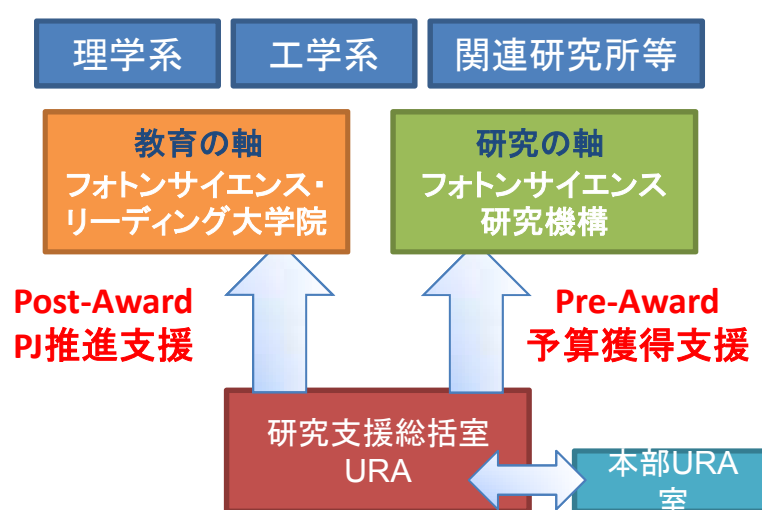 理学系
工学系
関連研究所等
教育の軸
フォトンサイエンス・
リーディング大学院
研究の軸
フォトンサイエンス
研究機構
Post-Award
PJ推進支援
Pre-Award
予算獲得支援
研究支援総括室
URA
本部URA
室